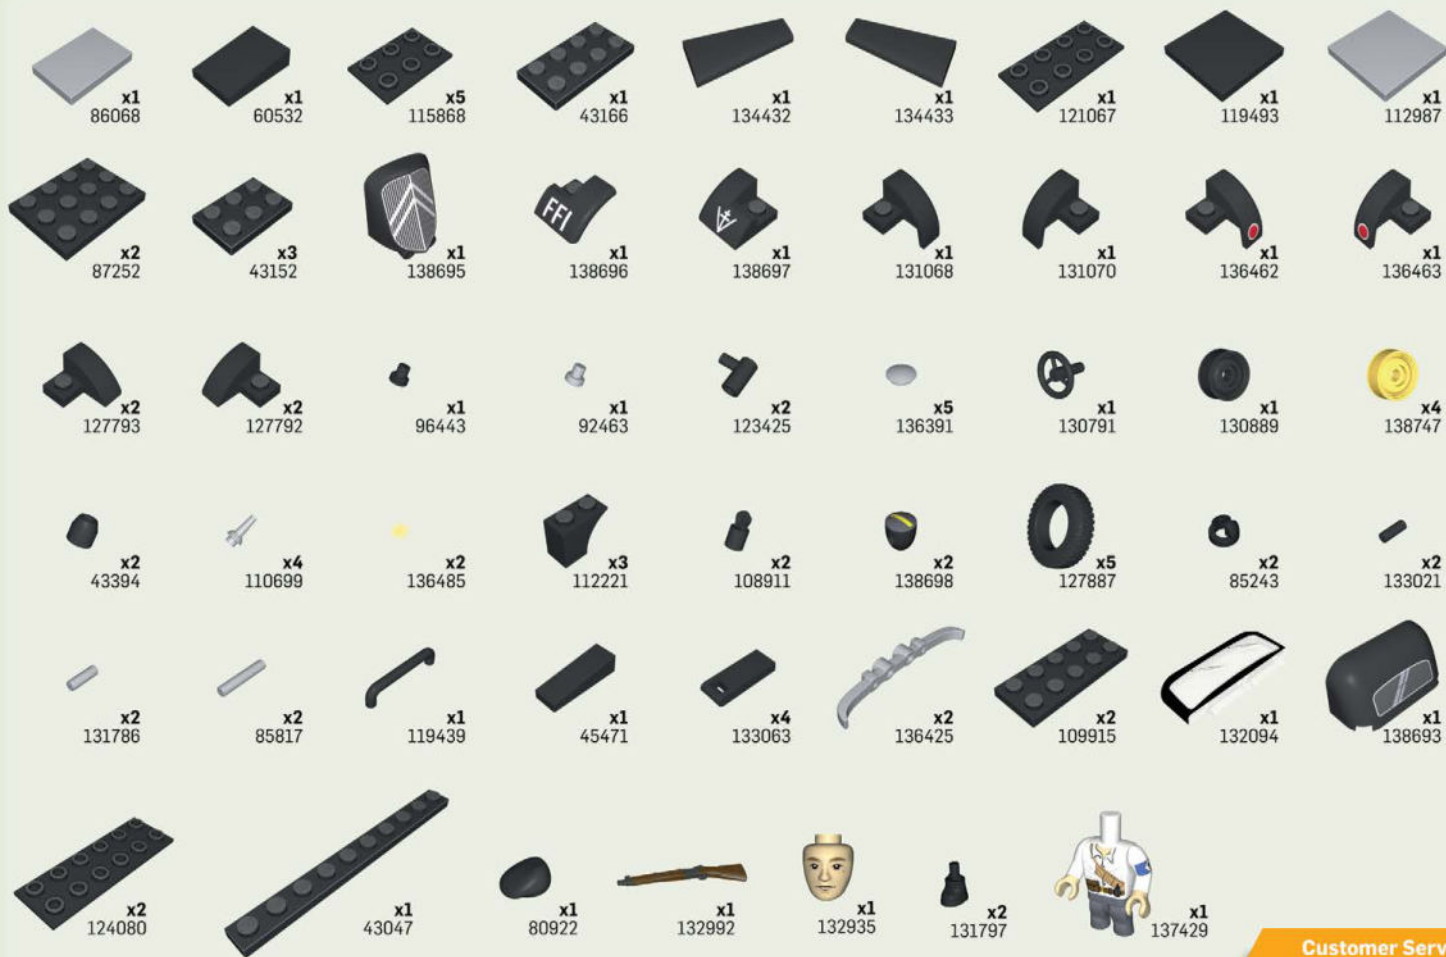 x1 x1 x5 x1 x1 x1 x1 x1 x1
86068 60532 115868 43166 134432 134433 121067 119493 112987
FFI
x2 x3 x1 x1 x1 x1 x1 x1 x1
87252 43152 138695 138696 138697 131068 131070 136462 136463
x2 x2 x1 x1 x2 x5 x1 x1 x4
127793 127792 96443 92463 123425 136391 130791 130889 138747
x2 x4 x2 x3 x2 x2 x5 x2 x2
43394 110699 136485 112221 108911 138698 127887 85243 133021
x2 x2 x1 x1 x4 x2 x2 x1 x1
131786 85817 119439 45471 133063 136425 109915 132094 138693
x2 x1 x1 x1 x1 x2 x1
124080 43047 80922 132992 132935 131797 137429
Customer Serv